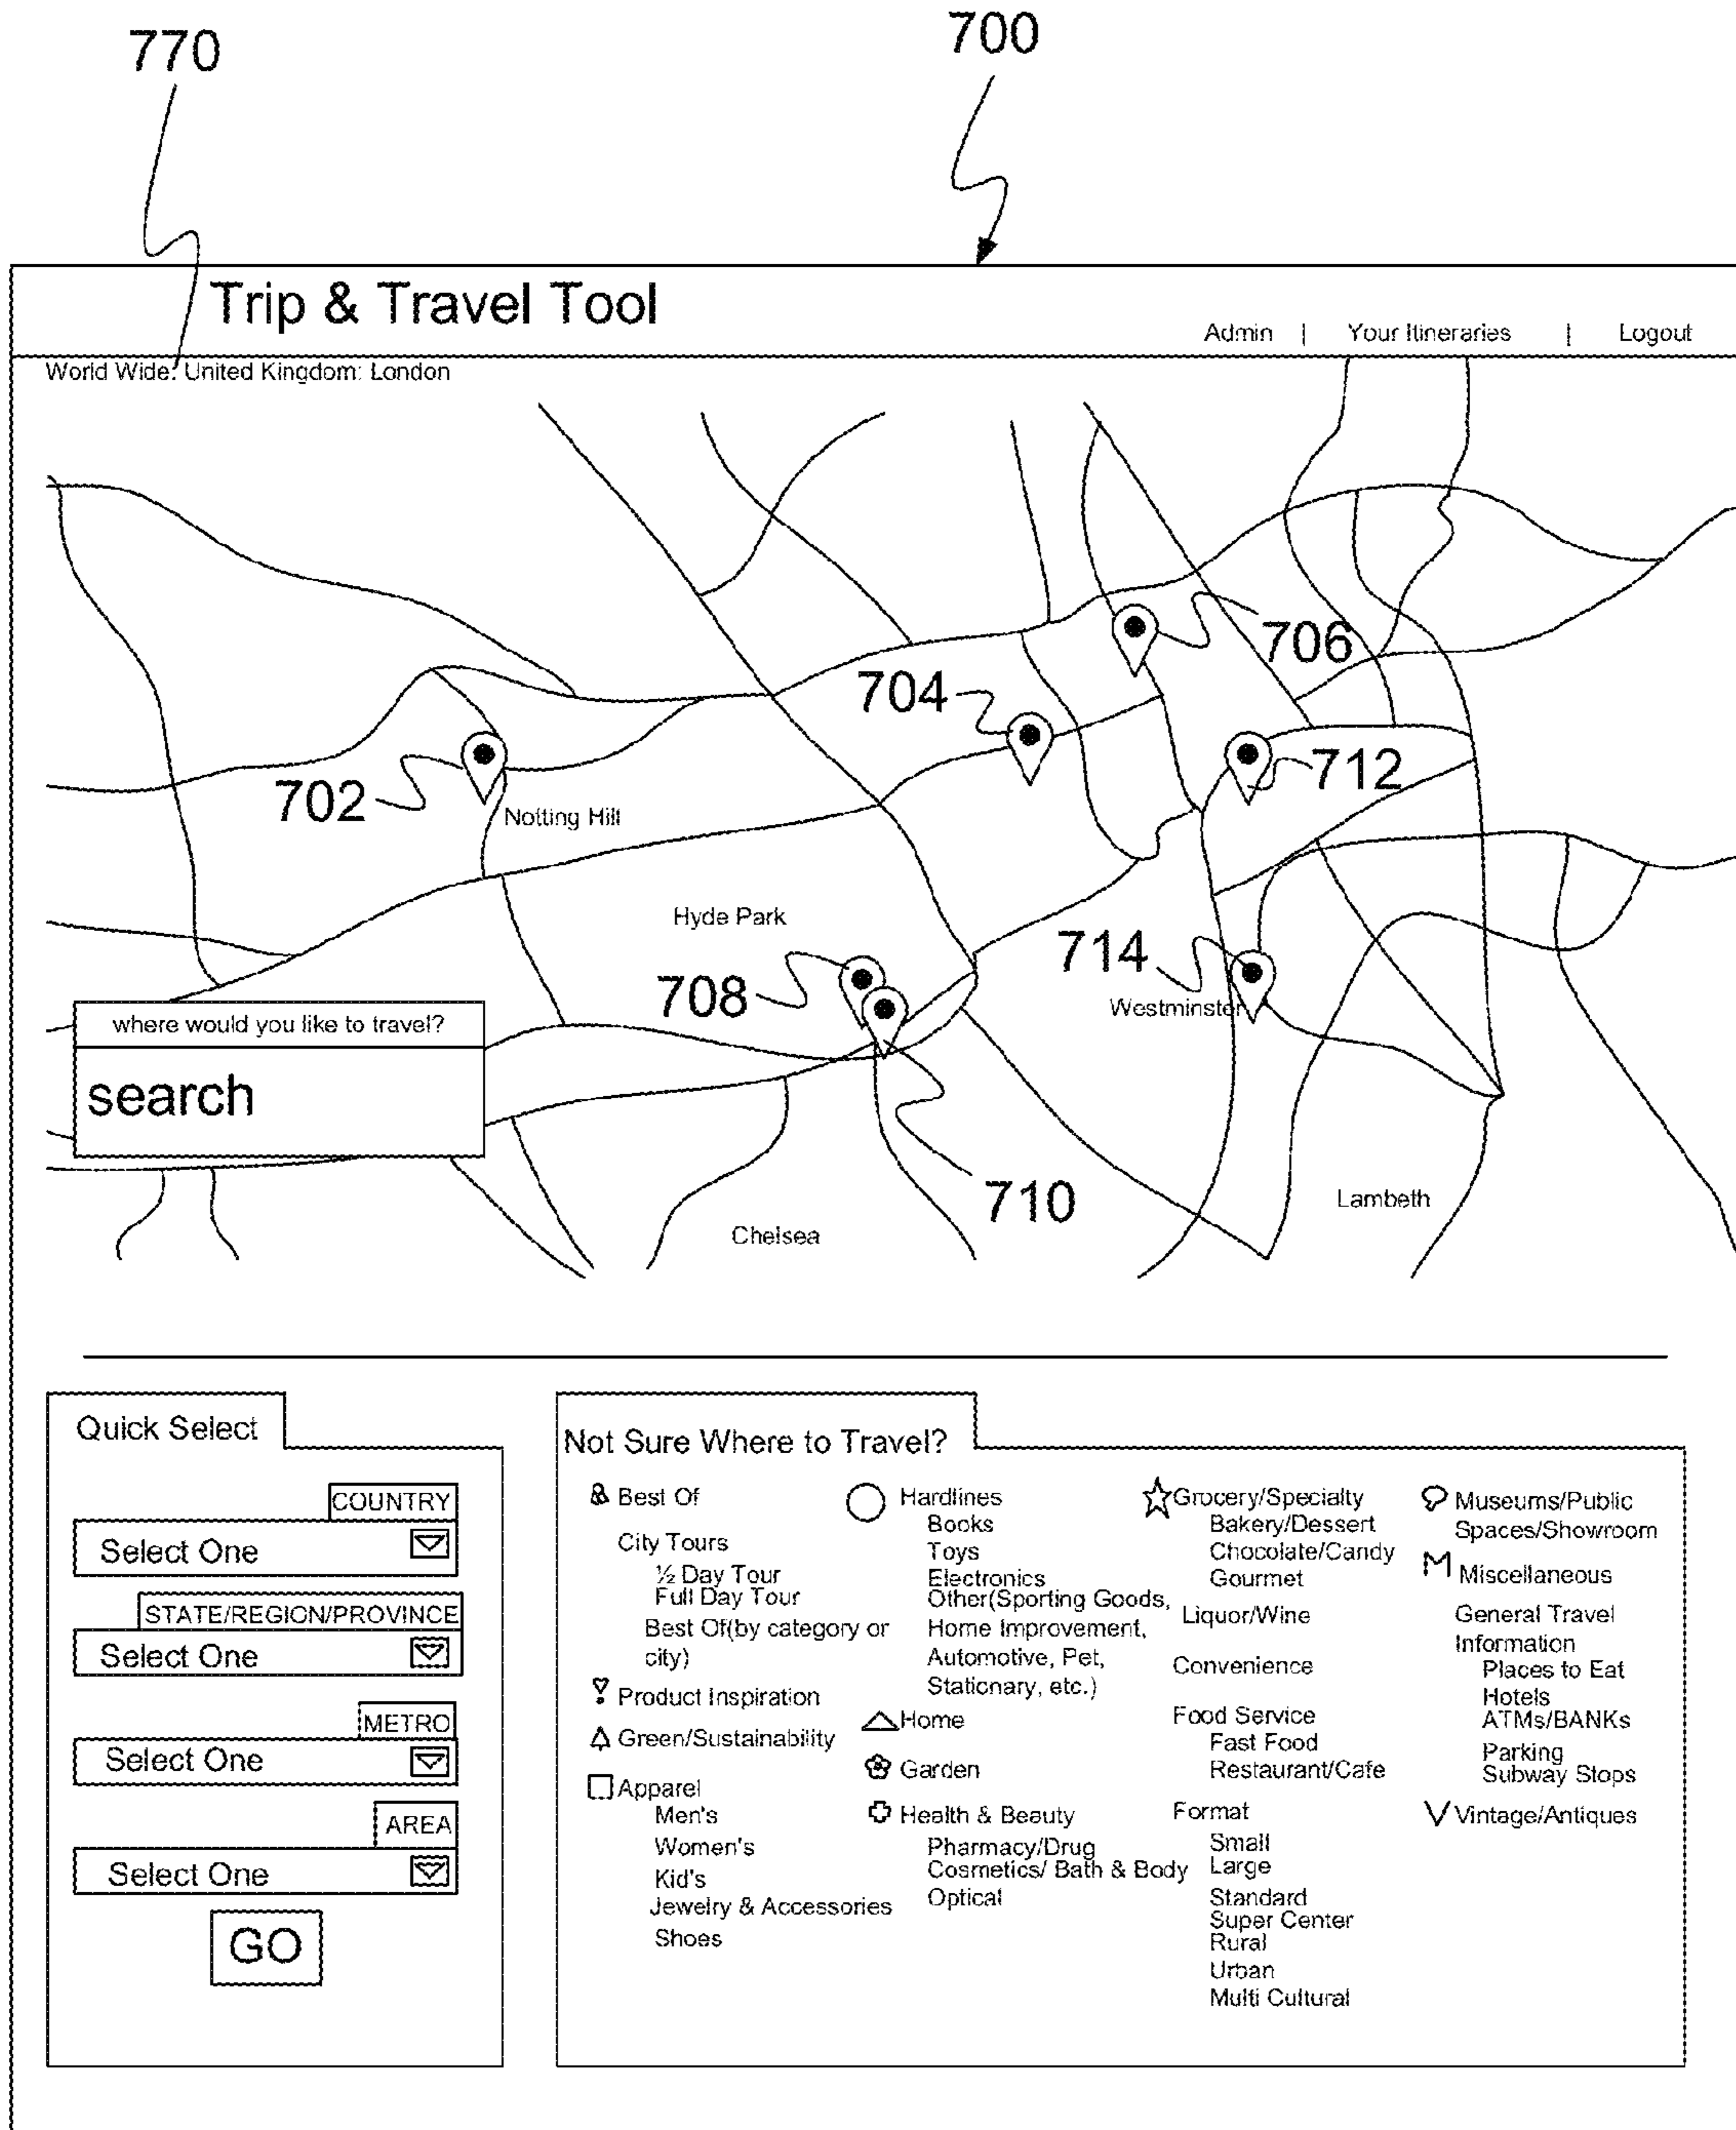 770
700
Trip & Travel Tool
Admin | Your Itineraries | Logout
World Wide: United Kingdom: London
706
704
712
702
Notting Hill
Hyde Park
714
708
Westminster
where would you like to travel?
search
710
Lambeth
Chelsea
Quick Select
COUNTRY
Select One
STATE/REGION/PROVINCE
Select One
METRO
Select One
AREA
Select One
GO
Not Sure Where to Travel?
Best Of
City Tours
½ Day Tour
Full Day Tour
Best Of(by category or
city)
Product Inspiration
Green/Sustainability
Apparel
Men's
Women's
Kid's
Jewelry & Accessories
Shoes
Hardlines
Books
Toys
Electronics
Other(Sporting Goods,
Home Improvement,
Automotive, Pet,
Stationary, etc.)
Home
Garden
Health & Beauty
Pharmacy/Drug
Cosmetics/ Bath & Body
Optical
Grocery/Specialty
Bakery/Dessert
Chocolate/Candy
Gourmet
Liquor/Wine
Convenience
Food Service
Fast Food
Restaurant/Cafe
Format
Small
Large
Standard
Super Center
Rural
Urban
Multi Cultural
Museums/Public
Spaces/Showroom
M Miscellaneous
General Travel
Information
Places to Eat
Hotels
ATMs/BANKs
Parking
Subway Stops
V Vintage/Antiques